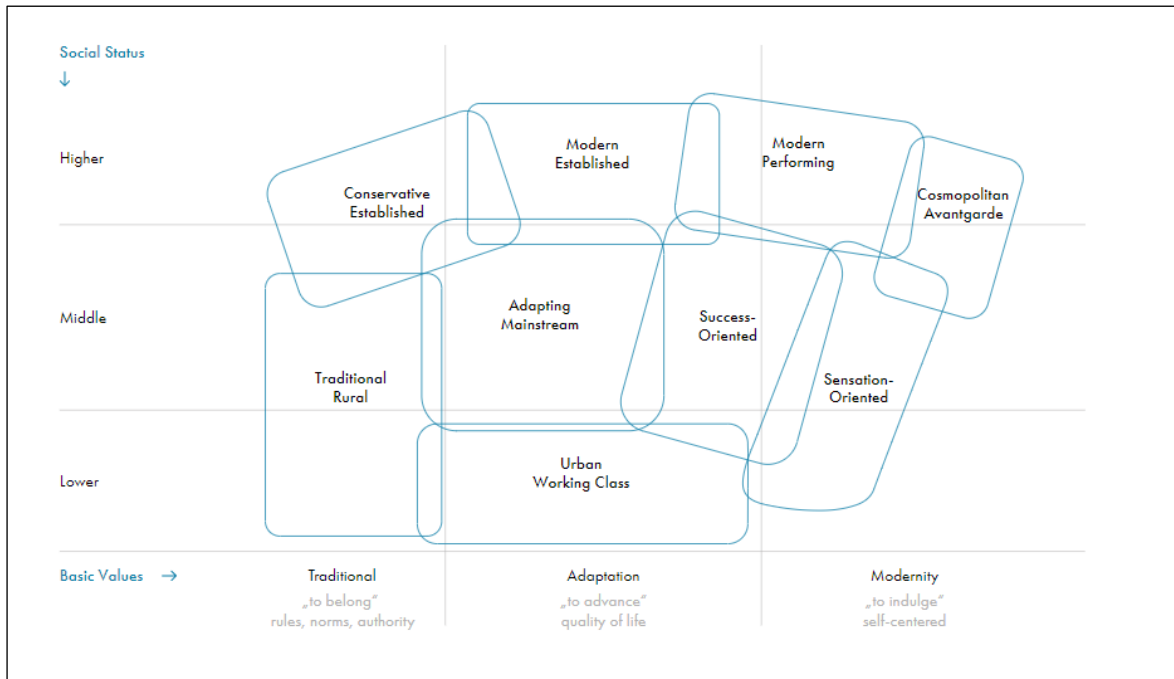 Social Status
↓
Higher
Modern
Established
Modern
Performing
Conservative
Established
Cosmopolitan
Avantgarde
Middle
Adapting
Mainstream
Success-
Oriented
Traditional
Rural
Sensation-
Oriented
Lower
Urban
Working Class
Basic Values →
Traditional
„to belong“
rules, norms, authority
Adaptation
„to advance“
quality of life
Modernity
„to indulge“
self-centered